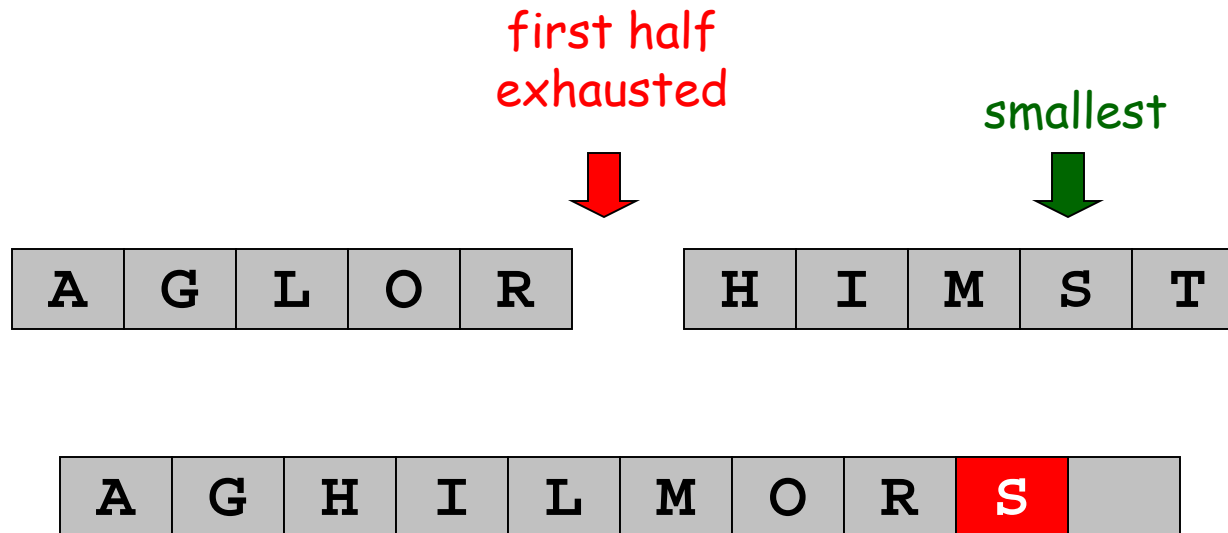 first half
exhausted
smallest
A G L O R
H I M S T
A G H I L M O R S